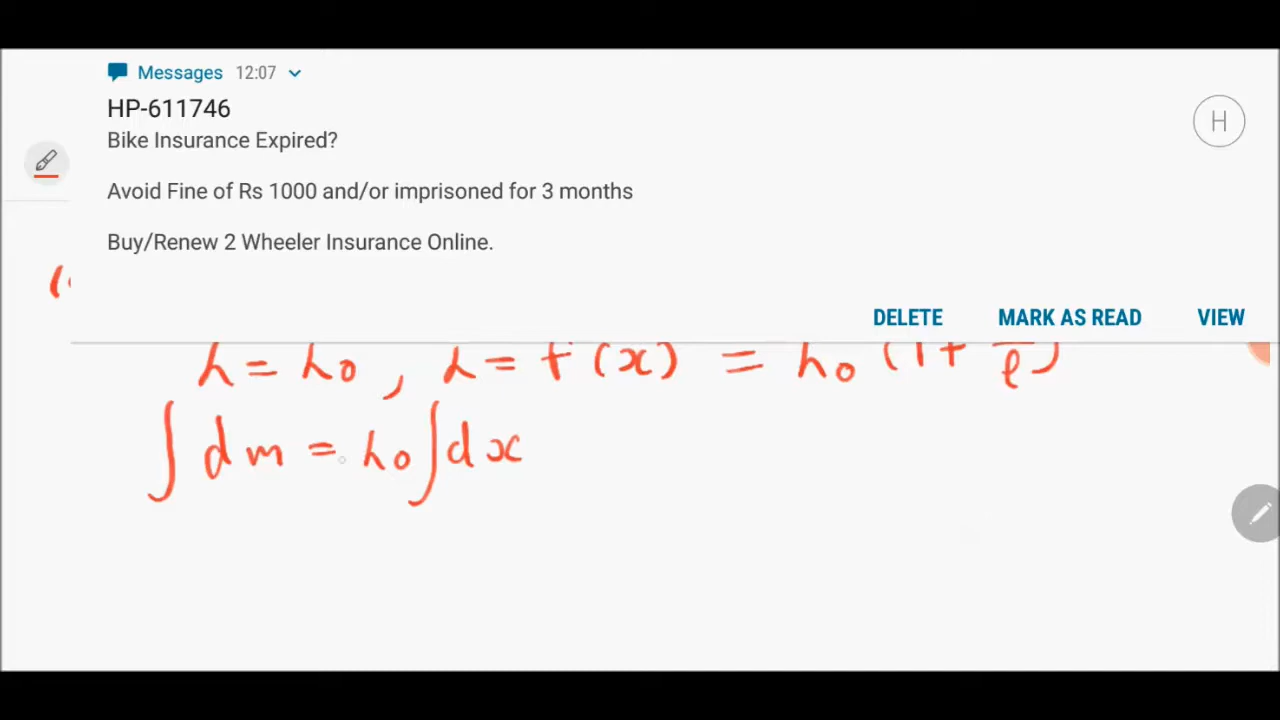 Messages 12:07
HP-611746
H
Bike Insurance Expired?
Avoid Fine of Rs 1000 and/or imprisoned for 3 months
Buy/Renew 2 Wheeler Insurance Online.
DELETE MARK AS READ VIEW
λ = λ0 , λ = f(x) = λ0 (1 + / ℓ)
∫ dm = λ0 ∫ dx